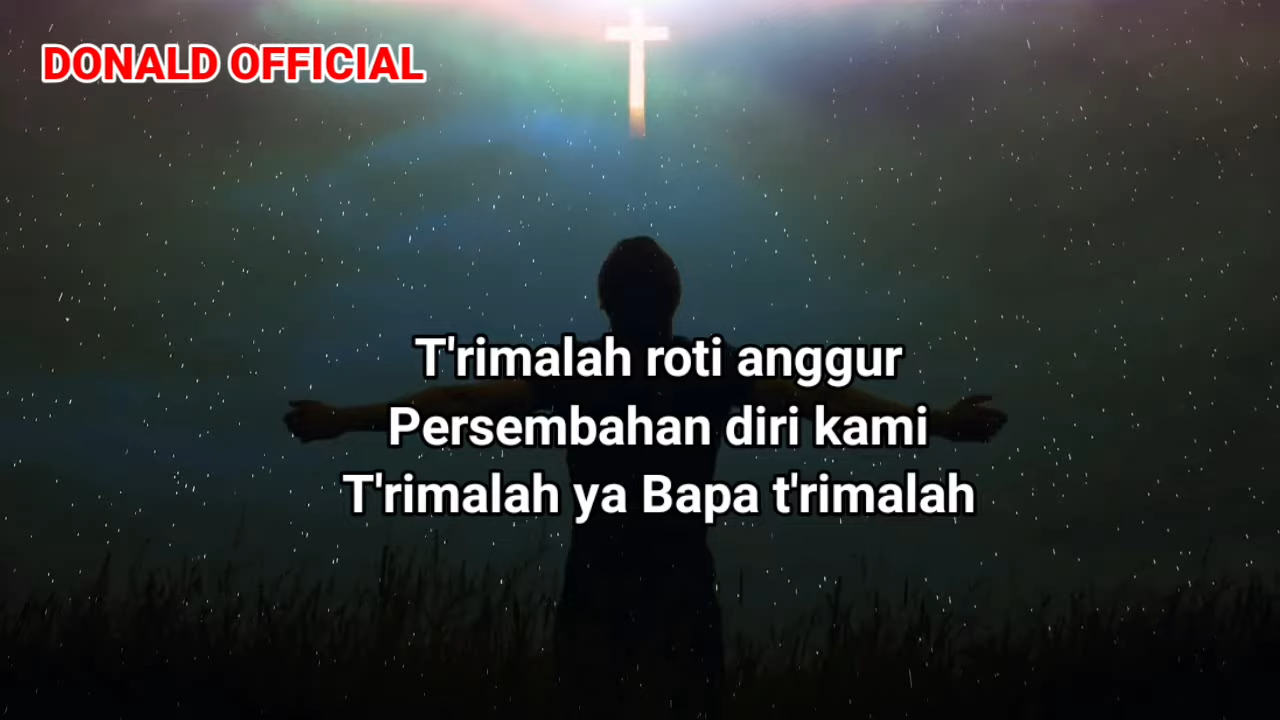 DONALD OFFICIAL
T'rimalah roti anggur
Persembahan diri kami
T'rimalah ya Bapa t'rimalah